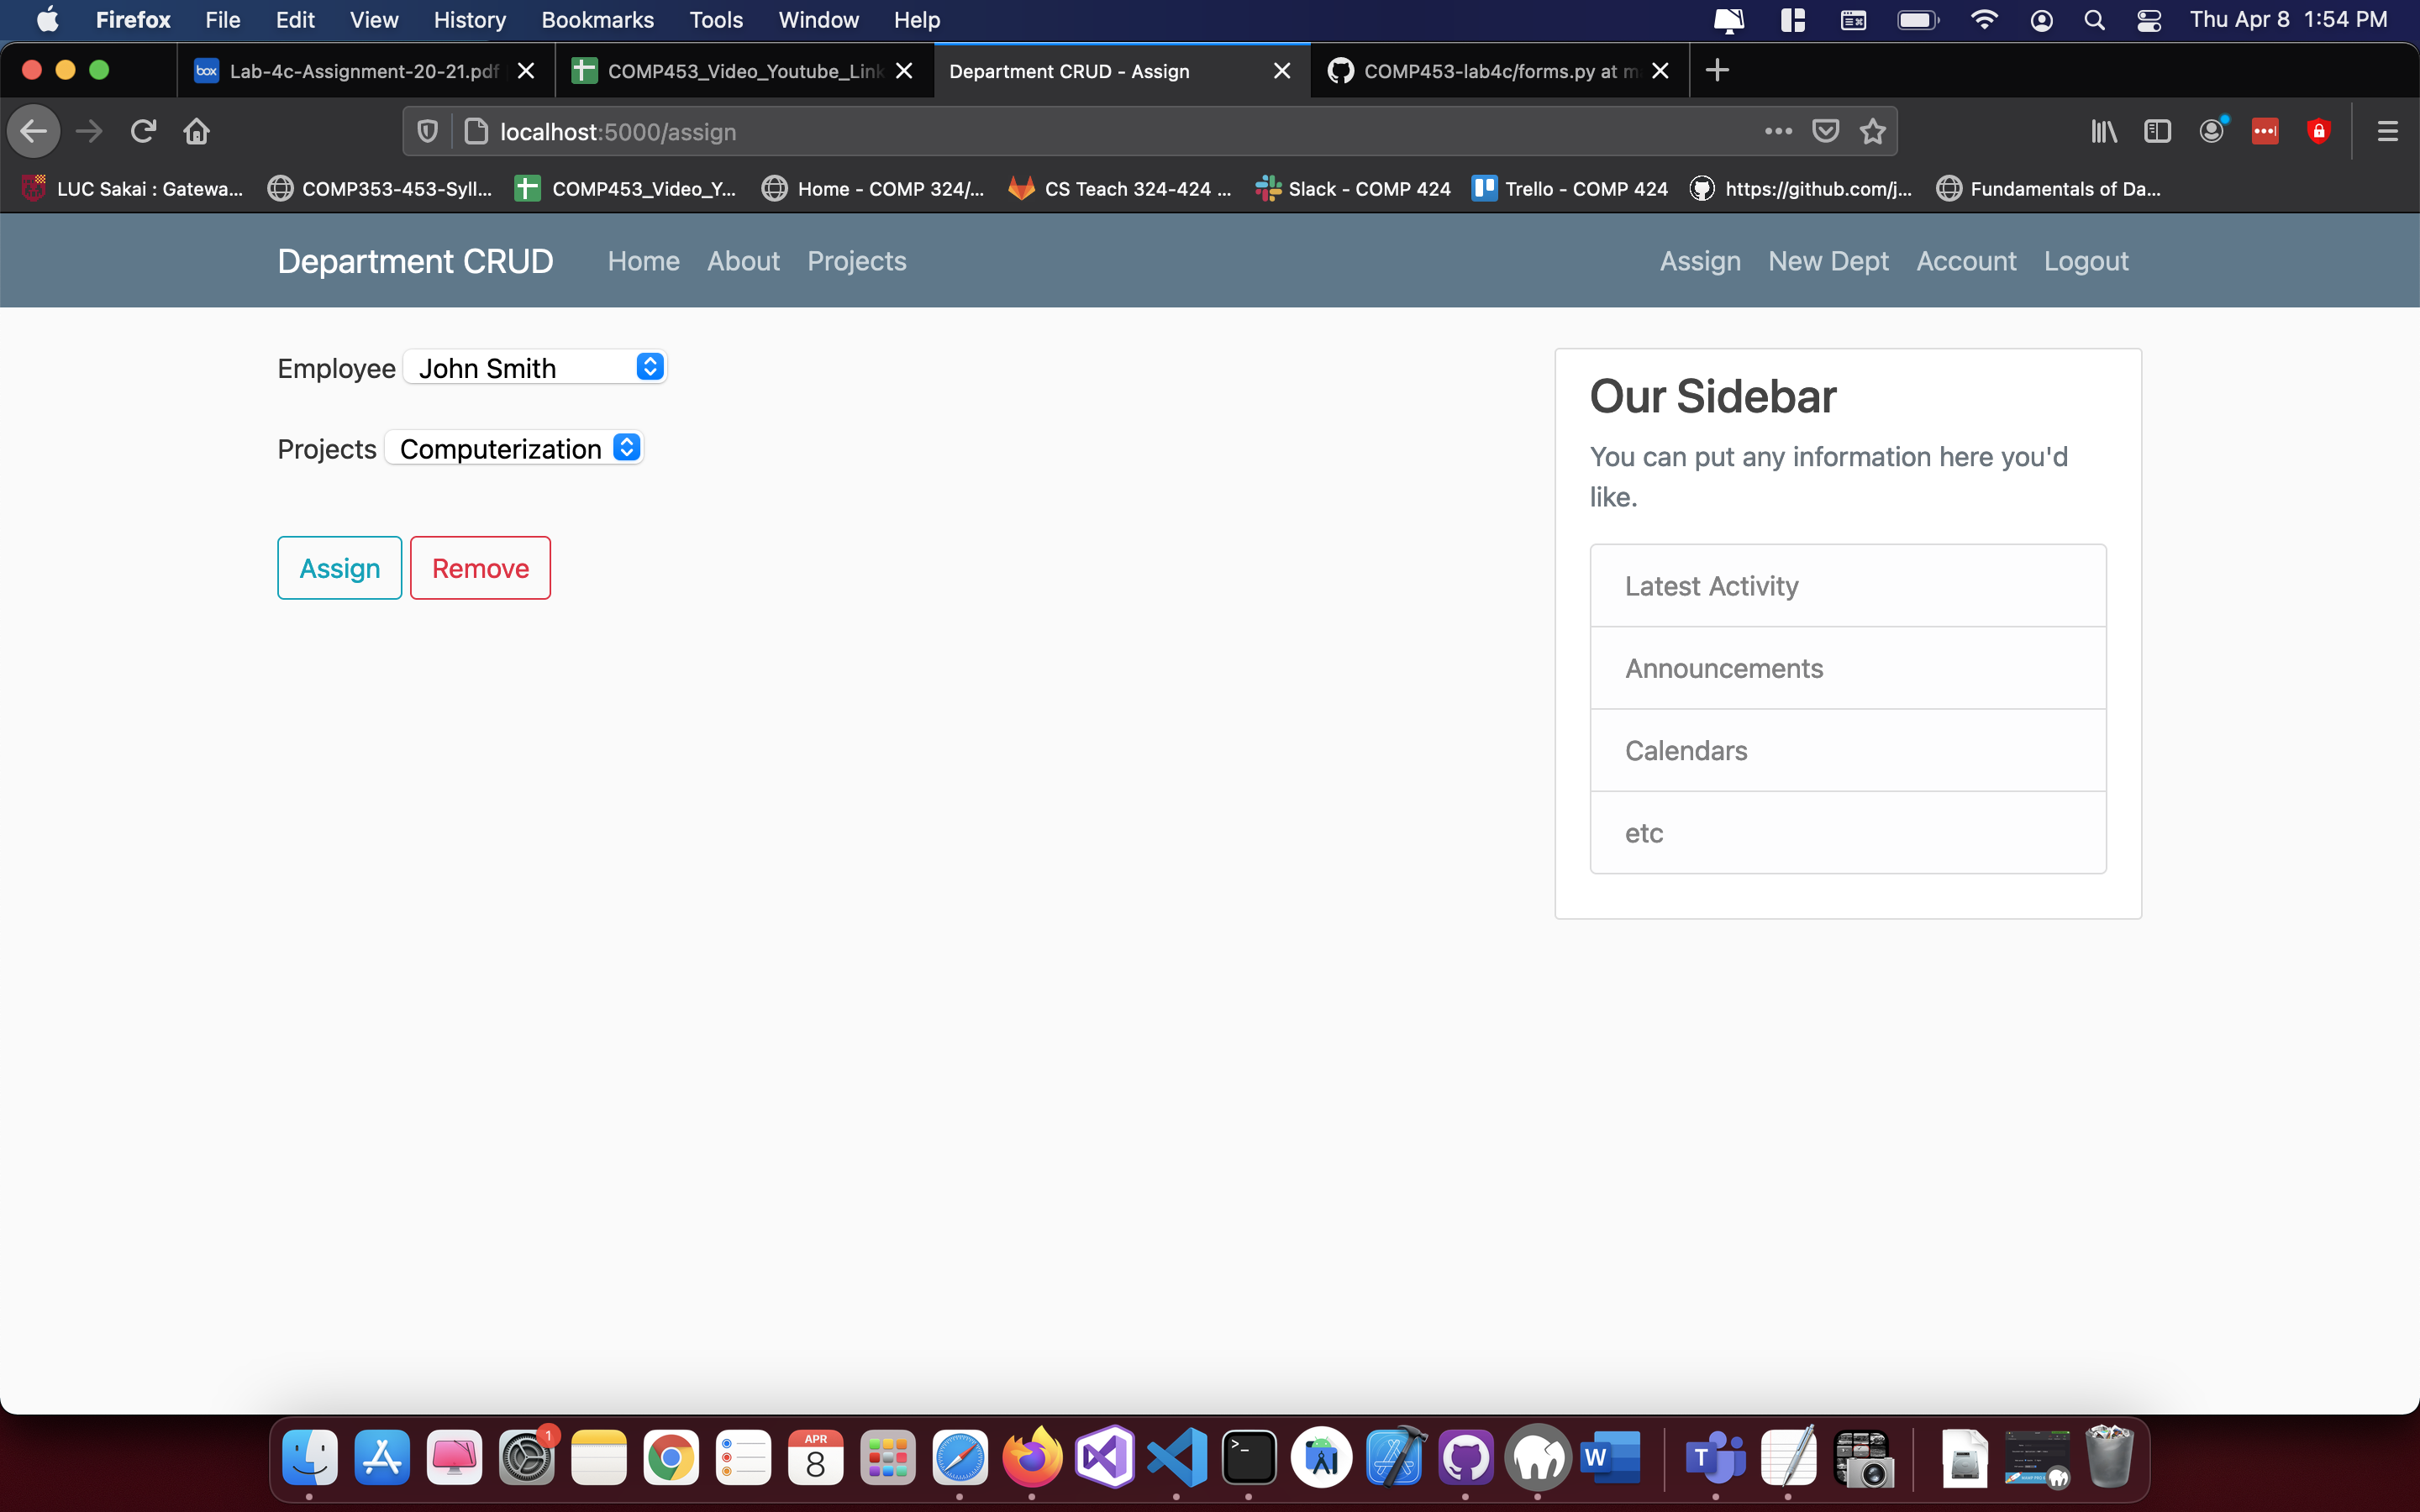 Firefox File Edit View History Bookmarks Tools Window Help Thu Apr 8 1:54 PM
box Lab-4c-Assignment-20-21.pdf COMP453_Video_Youtube_Link Department CRUD - Assign COMP453-lab4c/forms.py at m
localhost:5000/assign
LUC Sakai : Gatewa... COMP353-453-Syll... COMP453_Video_Y... Home - COMP 324/... CS Teach 324-424 ... Slack - COMP 424 Trello - COMP 424 https://github.com/j... Fundamentals of Da...
Department CRUD Home About Projects Assign New Dept Account Logout
Employee John Smith
Projects Computerization
Assign Remove
Our Sidebar
You can put any information here you'd
like.
Latest Activity
Announcements
Calendars
etc
1
APR
8
W
T